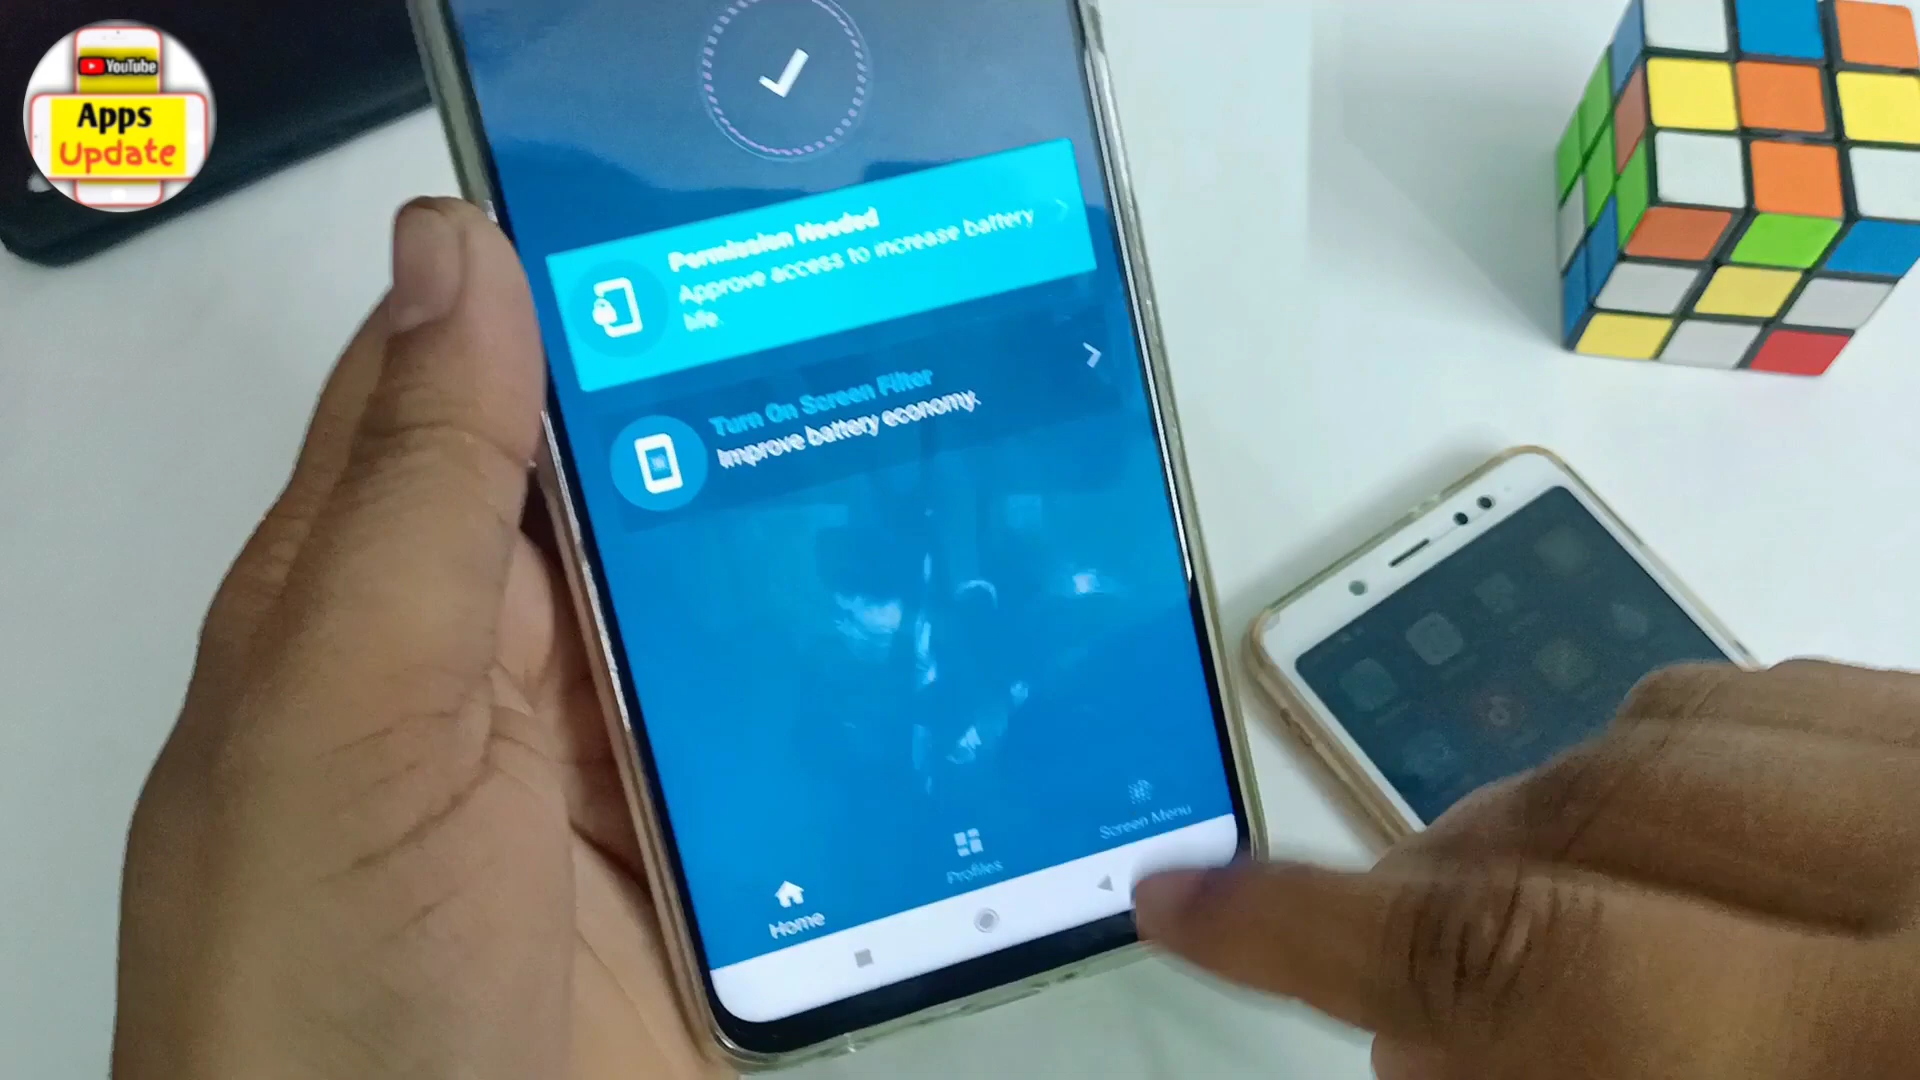 YouTube
Apps
Update
Permission Needed
Approve access to increase battery
life.
Turn On Screen Filter
Improve battery economy.
Home
Profiles
Screen Menu